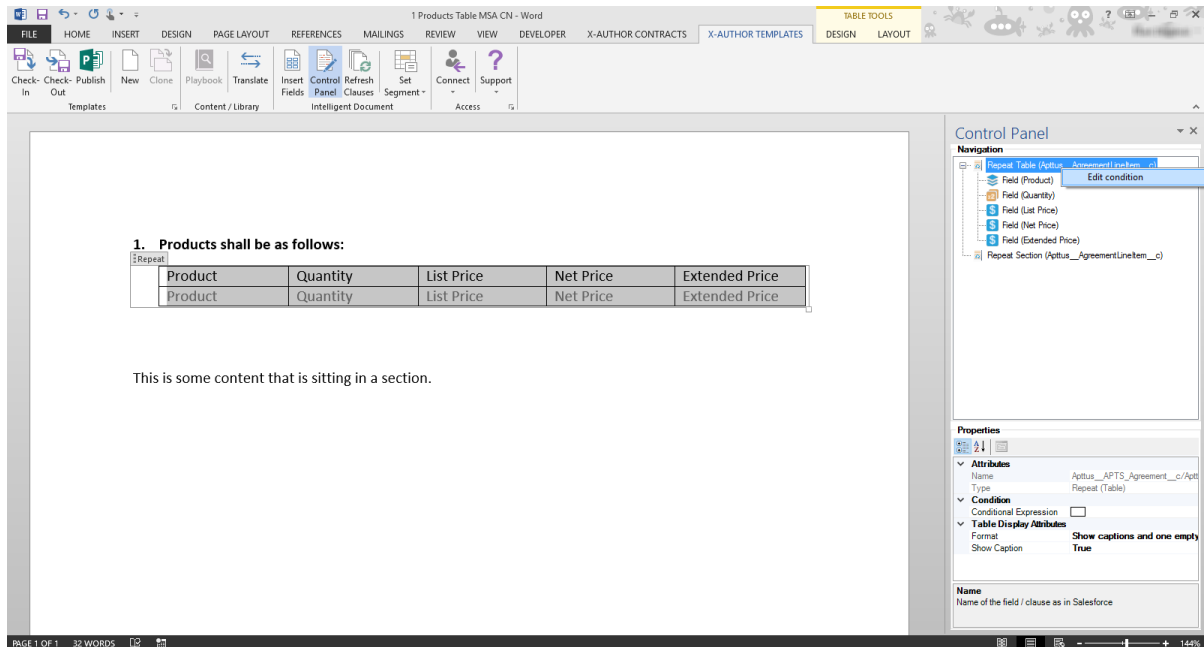 1 Products Table MSA CN - Word
TABLE TOOLS
?
FILE HOME INSERT DESIGN PAGE LAYOUT REFERENCES MAILINGS REVIEW VIEW DEVELOPER X-AUTHOR CONTRACTS X-AUTHOR TEMPLATES DESIGN LAYOUT
Check- Check- Publish New Clone Playbook Translate Insert Control Refresh Set Connect Support
In Out Fields Panel Clauses Segment
Templates Content / Library Intelligent Document Access
Control Panel
Navigation
Repeat Table (Apttus__AgreementLineItem__c)
Edit condition
Field (Product)
Field (Quantity)
Field (List Price)
Field (Net Price)
Field (Extended Price)
Repeat Section (Apttus__AgreementLineItem__c)
1. Products shall be as follows:
Repeat
Product Quantity List Price Net Price Extended Price
Product Quantity List Price Net Price Extended Price
This is some content that is sitting in a section.
Properties
Attributes
Name Apttus__APTS_Agreement__c/Aptt
Type Repeat (Table)
Condition
Conditional Expression
Table Display Attributes
Format Show captions and one empty
Show Caption True
Name
Name of the field / clause as in Salesforce
PAGE 1 OF 1 32 WORDS 144%